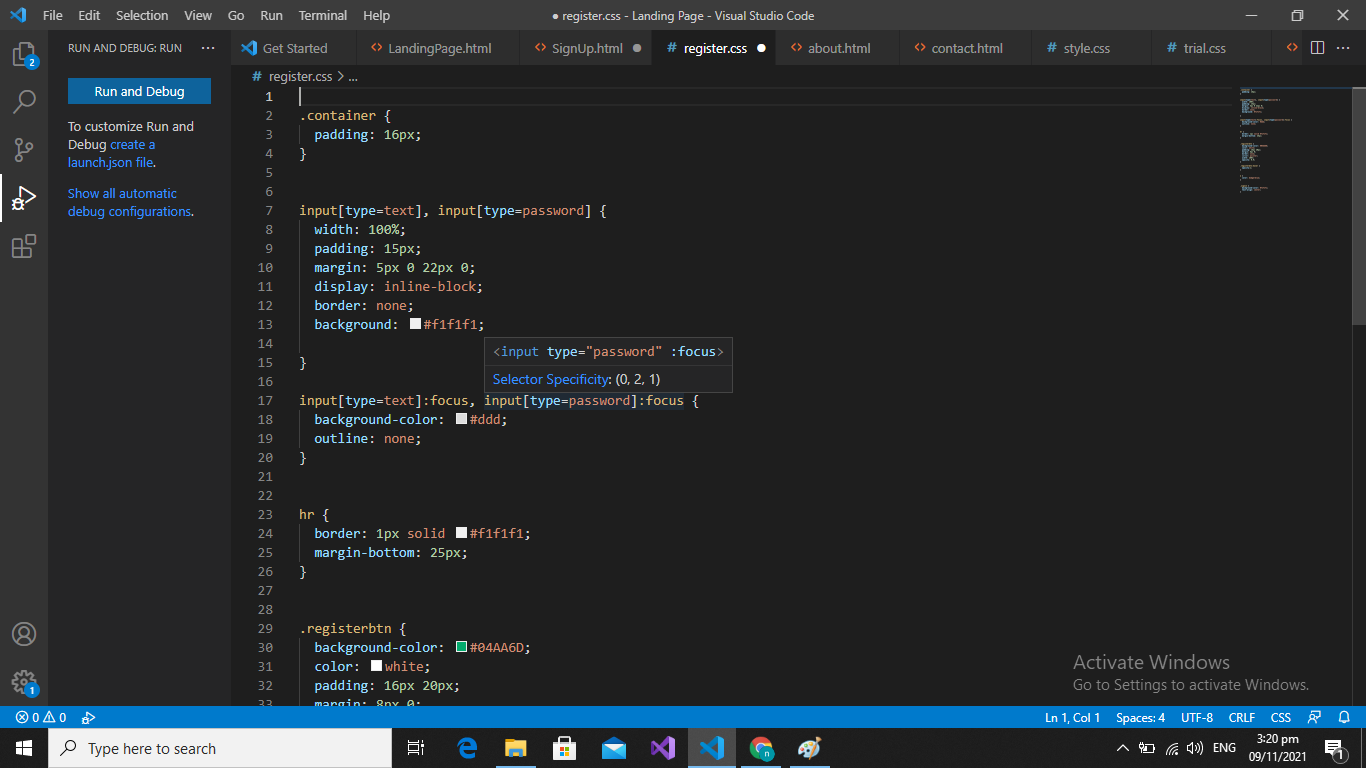 File Edit Selection View Go Run Terminal Help
● register.css - Landing Page - Visual Studio Code
RUN AND DEBUG: RUN ···
Get Started
LandingPage.html
SignUp.html
# register.css
about.html
contact.html
# style.css
# trial.css
2
Run and Debug
To customize Run and
Debug create a
launch.json file.
Show all automatic
debug configurations.
# register.css > ...
1
2 .container {
3 padding: 16px;
4 }
5
6
7 input[type=text], input[type=password] {
8 width: 100%;
9 padding: 15px;
10 margin: 5px 0 22px 0;
11 display: inline-block;
12 border: none;
13 background: #f1f1f1;
14
<input type="password" :focus>
15 }
16
Selector Specificity: (0, 2, 1)
17 input[type=text]:focus, input[type=password]:focus {
18 background-color: #ddd;
19 outline: none;
20 }
21
22
23 hr {
24 border: 1px solid #f1f1f1;
25 margin-bottom: 25px;
26 }
27
28
29 .registerbtn {
30 background-color: #04AA6D;
31 color: white;
32 padding: 16px 20px;
33 margin: 8px 0;
1
Activate Windows
Go to Settings to activate Windows.
0 0
Ln 1, Col 1 Spaces: 4 UTF-8 CRLF CSS
Type here to search
n
ENG
3:20 pm
09/11/2021
1